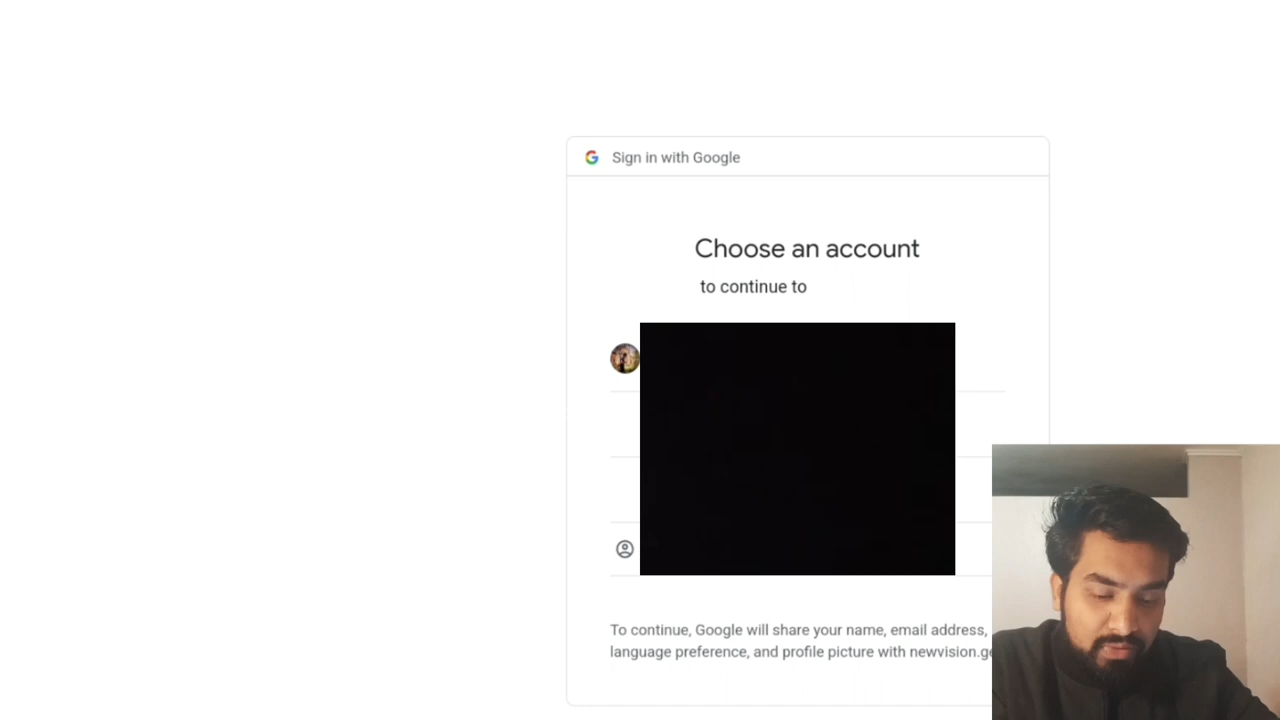 Sign in with Google
Choose an account
to continue to
To continue, Google will share your name, email address,
language preference, and profile picture with